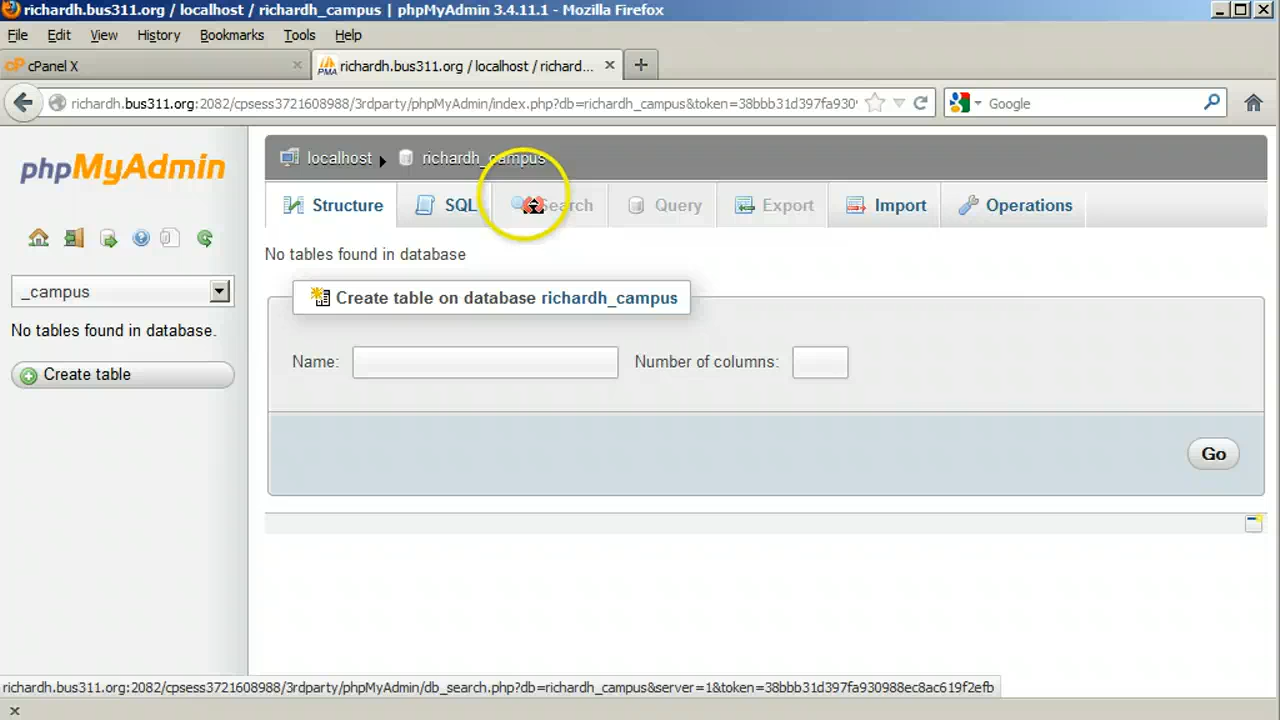 richardh.bus311.org / localhost / richardh_campus | phpMyAdmin 3.4.11.1 - Mozilla Firefox
File Edit View History Bookmarks Tools Help
cP cPanel X
PMA richardh.bus311.org / localhost / richard...
richardh.bus311.org:2082/cpsess3721608988/3rdparty/phpMyAdmin/index.php?db=richardh_campus&token=38bbb31d397fa930 Google
phpMyAdmin
localhost richardh_campus
Structure SQL Search Query Export Import Operations
_campus
No tables found in database.
Create table
No tables found in database
Create table on database richardh_campus
Name: Number of columns:
Go
richardh.bus311.org:2082/cpsess3721608988/3rdparty/phpMyAdmin/db_search.php?db=richardh_campus&server=1&token=38bbb31d397fa930988ec8ac619f2efb